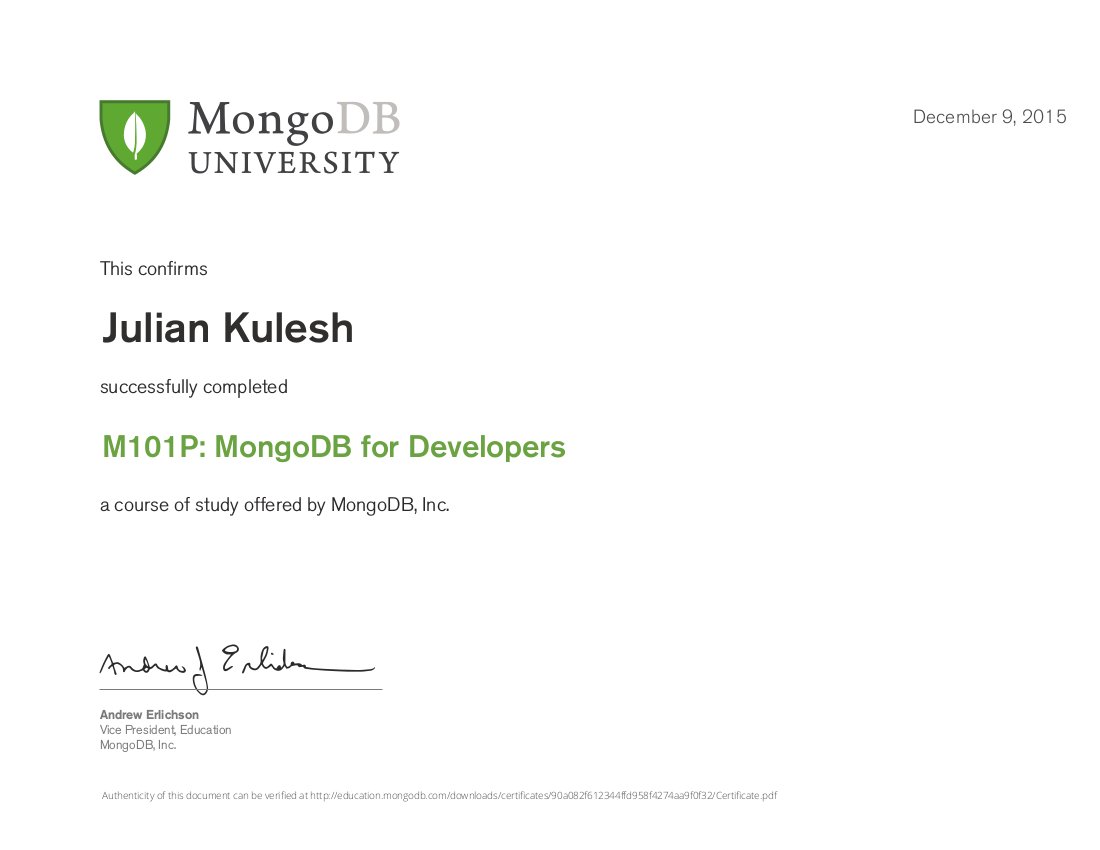 MongoDB
UNIVERSITY
December 9, 2015
This confirms
Julian Kulesh
successfully completed
M101P: MongoDB for Developers
a course of study offered by MongoDB, Inc.
Andrew J Erlichson
Andrew Erlichson
Vice President, Education
MongoDB, Inc.
Authenticity of this document can be verified at http://education.mongodb.com/downloads/certificates/90a082f612344ffd958f4274aa9f0f32/Certificate.pdf